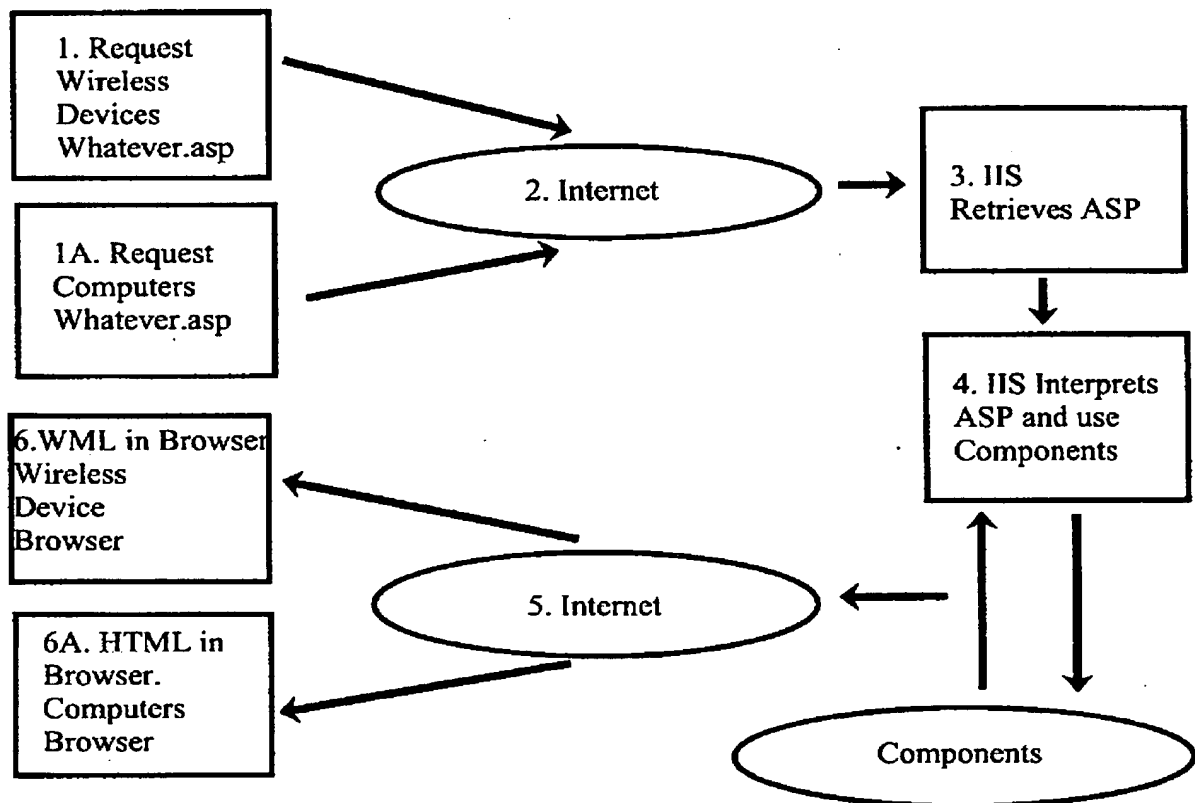 1. Request
Wireless
Devices
Whatever.asp
2. Internet
3. IIS
Retrieves ASP
1A. Request
Computers
Whatever.asp
4. IIS Interprets
ASP and use
Components
6.WML in Browser
Wireless
Device
Browser
5. Internet
6A. HTML in
Browser.
Computers
Browser
Components